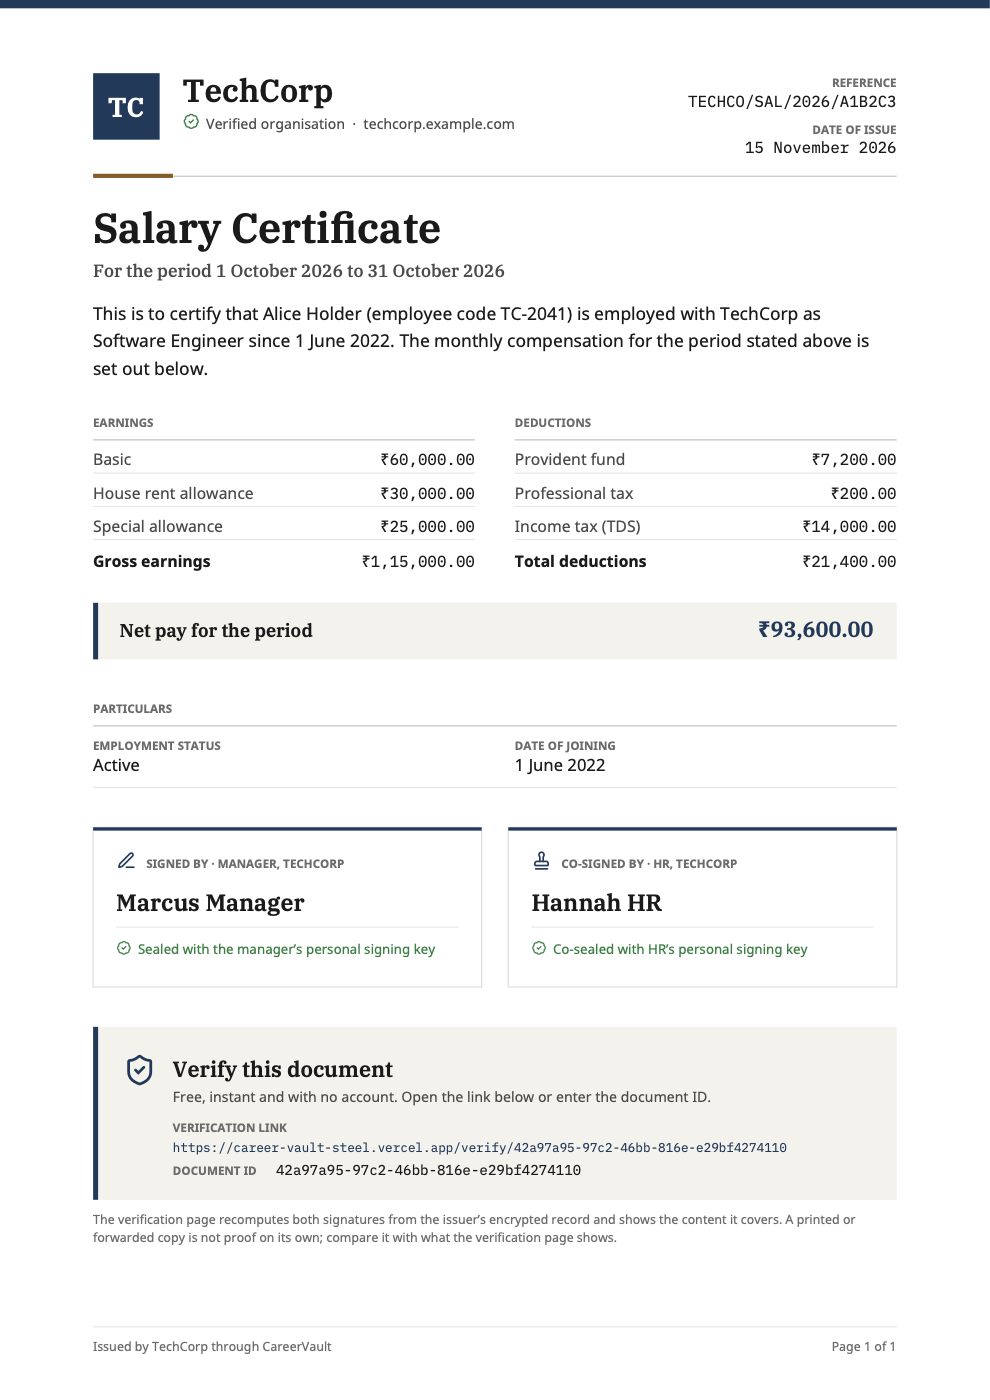 TC
TechCorp
Verified organisation · techcorp.example.com
REFERENCE
TECHCO/SAL/2026/A1B2C3
DATE OF ISSUE
15 November 2026
Salary Certificate
For the period 1 October 2026 to 31 October 2026
This is to certify that Alice Holder (employee code TC-2041) is employed with TechCorp as
Software Engineer since 1 June 2022. The monthly compensation for the period stated above is
set out below.
EARNINGS
Basic ₹60,000.00
House rent allowance ₹30,000.00
Special allowance ₹25,000.00
Gross earnings ₹1,15,000.00
DEDUCTIONS
Provident fund ₹7,200.00
Professional tax ₹200.00
Income tax (TDS) ₹14,000.00
Total deductions ₹21,400.00
Net pay for the period ₹93,600.00
PARTICULARS
EMPLOYMENT STATUS
Active
DATE OF JOINING
1 June 2022
SIGNED BY · MANAGER, TECHCORP
Marcus Manager
Sealed with the manager’s personal signing key
CO-SIGNED BY · HR, TECHCORP
Hannah HR
Co-sealed with HR’s personal signing key
Verify this document
Free, instant and with no account. Open the link below or enter the document ID.
VERIFICATION LINK
https://career-vault-steel.vercel.app/verify/42a97a95-97c2-46bb-816e-e29bf4274110
DOCUMENT ID 42a97a95-97c2-46bb-816e-e29bf4274110
The verification page recomputes both signatures from the issuer’s encrypted record and shows the content it covers. A printed or
forwarded copy is not proof on its own; compare it with what the verification page shows.
Issued by TechCorp through CareerVault
Page 1 of 1